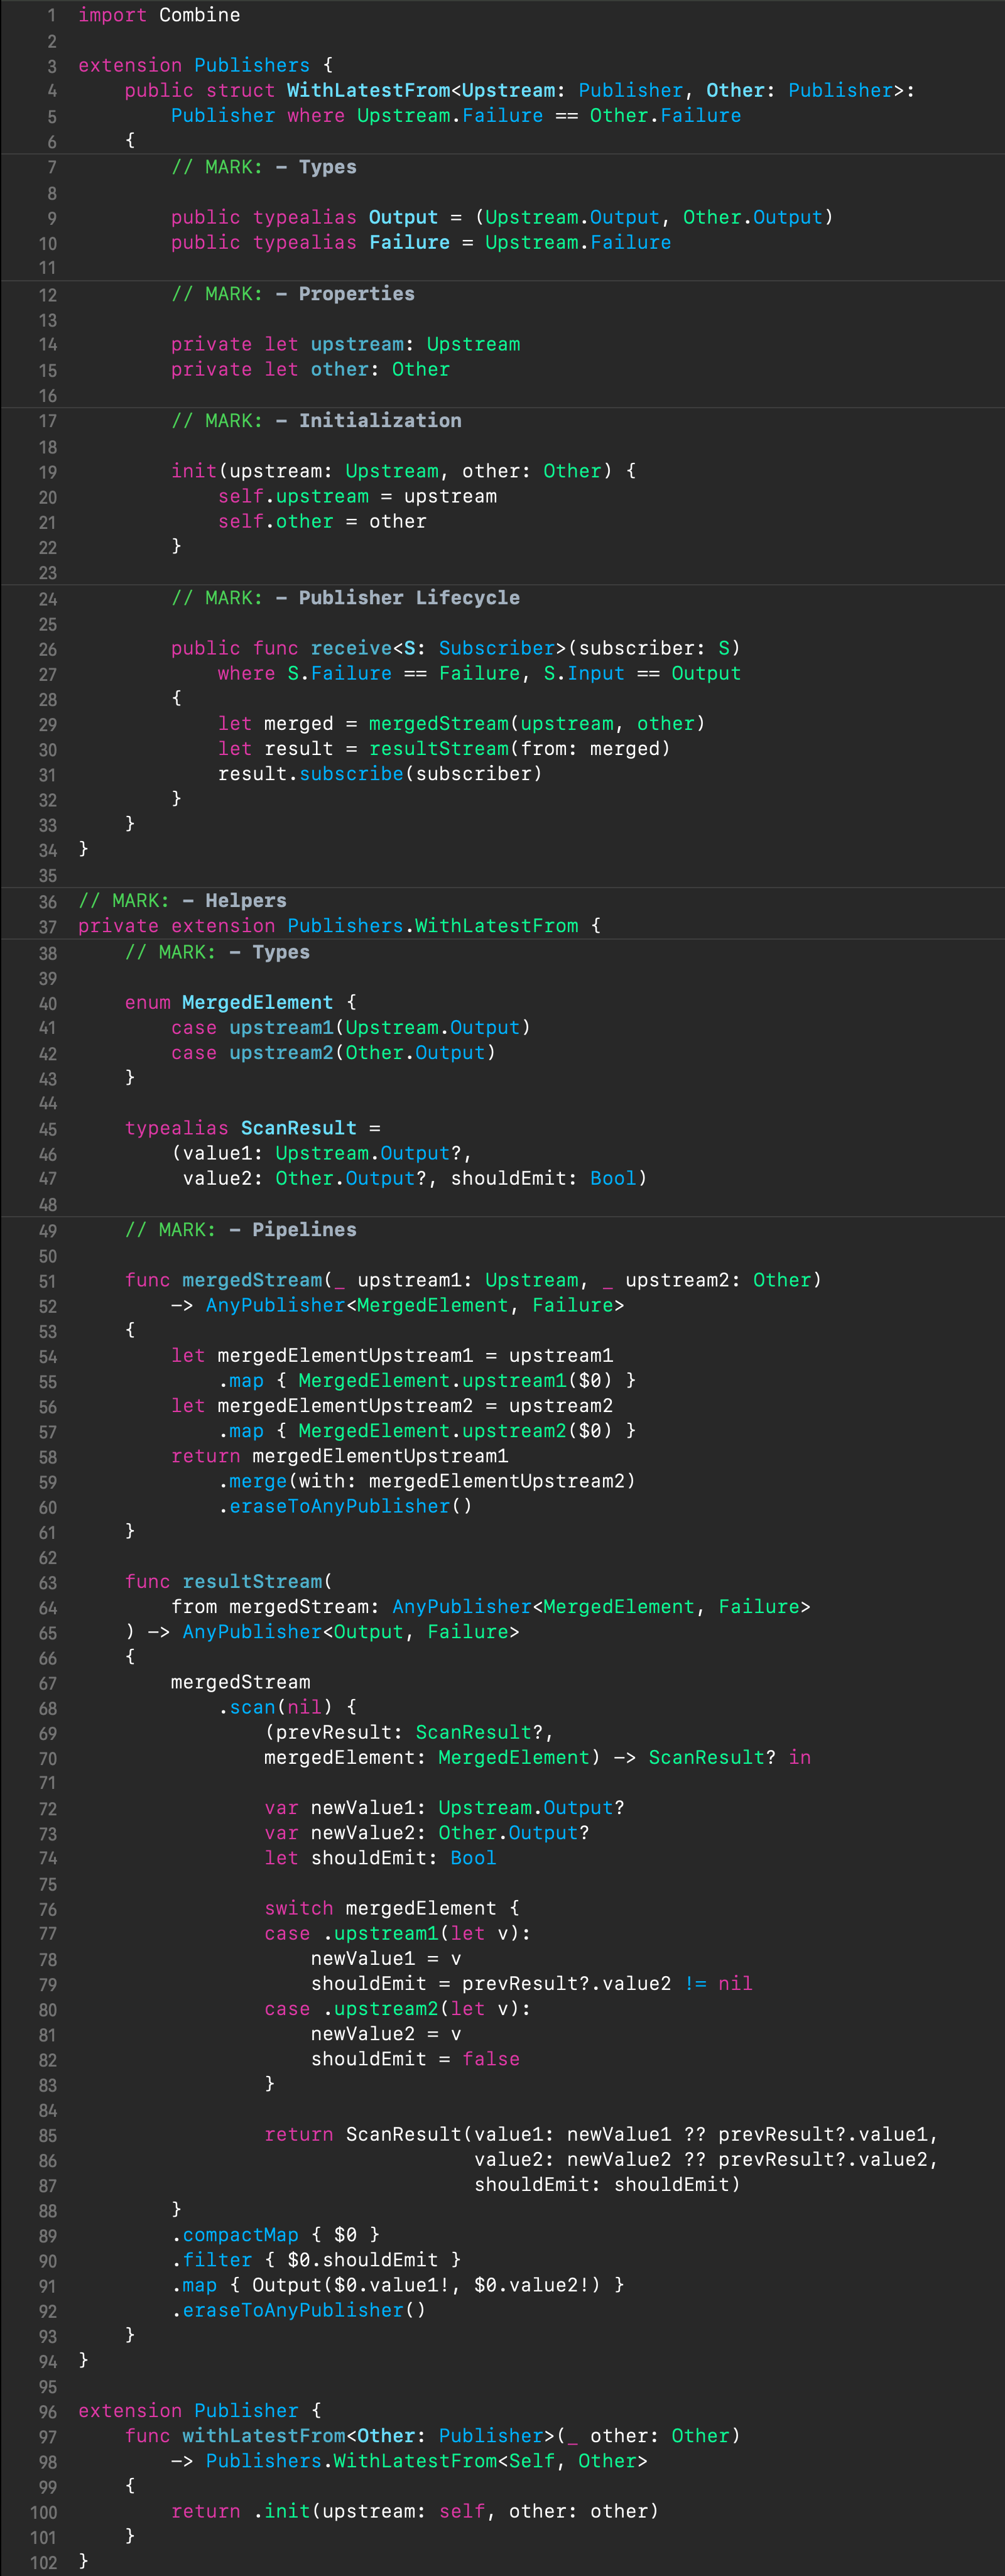 1 import Combine
2
3 extension Publishers {
4     public struct WithLatestFrom<Upstream: Publisher, Other: Publisher>:
5         Publisher where Upstream.Failure == Other.Failure
6     {
7         // MARK: - Types
8
9         public typealias Output = (Upstream.Output, Other.Output)
10         public typealias Failure = Upstream.Failure
11
12         // MARK: - Properties
13
14         private let upstream: Upstream
15         private let other: Other
16
17         // MARK: - Initialization
18
19         init(upstream: Upstream, other: Other) {
20             self.upstream = upstream
21             self.other = other
22         }
23
24         // MARK: - Publisher Lifecycle
25
26         public func receive<S: Subscriber>(subscriber: S)
27             where S.Failure == Failure, S.Input == Output
28         {
29             let merged = mergedStream(upstream, other)
30             let result = resultStream(from: merged)
31             result.subscribe(subscriber)
32         }
33     }
34 }
35
36 // MARK: - Helpers
37 private extension Publishers.WithLatestFrom {
38     // MARK: - Types
39
40     enum MergedElement {
41         case upstream1(Upstream.Output)
42         case upstream2(Other.Output)
43     }
44
45     typealias ScanResult =
46         (value1: Upstream.Output?,
47          value2: Other.Output?, shouldEmit: Bool)
48
49     // MARK: - Pipelines
50
51     func mergedStream(_ upstream1: Upstream, _ upstream2: Other)
52         -> AnyPublisher<MergedElement, Failure>
53     {
54         let mergedElementUpstream1 = upstream1
55             .map { MergedElement.upstream1($0) }
56         let mergedElementUpstream2 = upstream2
57             .map { MergedElement.upstream2($0) }
58         return mergedElementUpstream1
59             .merge(with: mergedElementUpstream2)
60             .eraseToAnyPublisher()
61     }
62
63     func resultStream(
64         from mergedStream: AnyPublisher<MergedElement, Failure>
65     ) -> AnyPublisher<Output, Failure>
66     {
67         mergedStream
68             .scan(nil) {
69                 (prevResult: ScanResult?,
70                 mergedElement: MergedElement) -> ScanResult? in
71
72                 var newValue1: Upstream.Output?
73                 var newValue2: Other.Output?
74                 let shouldEmit: Bool
75
76                 switch mergedElement {
77                 case .upstream1(let v):
78                     newValue1 = v
79                     shouldEmit = prevResult?.value2 != nil
80                 case .upstream2(let v):
81                     newValue2 = v
82                     shouldEmit = false
83                 }
84
85                 return ScanResult(value1: newValue1 ?? prevResult?.value1,
86                                   value2: newValue2 ?? prevResult?.value2,
87                                   shouldEmit: shouldEmit)
88         }
89         .compactMap { $0 }
90         .filter { $0.shouldEmit }
91         .map { Output($0.value1!, $0.value2!) }
92         .eraseToAnyPublisher()
93     }
94 }
95
96 extension Publisher {
97     func withLatestFrom<Other: Publisher>(_ other: Other)
98         -> Publishers.WithLatestFrom<Self, Other>
99     {
100         return .init(upstream: self, other: other)
101     }
102 }